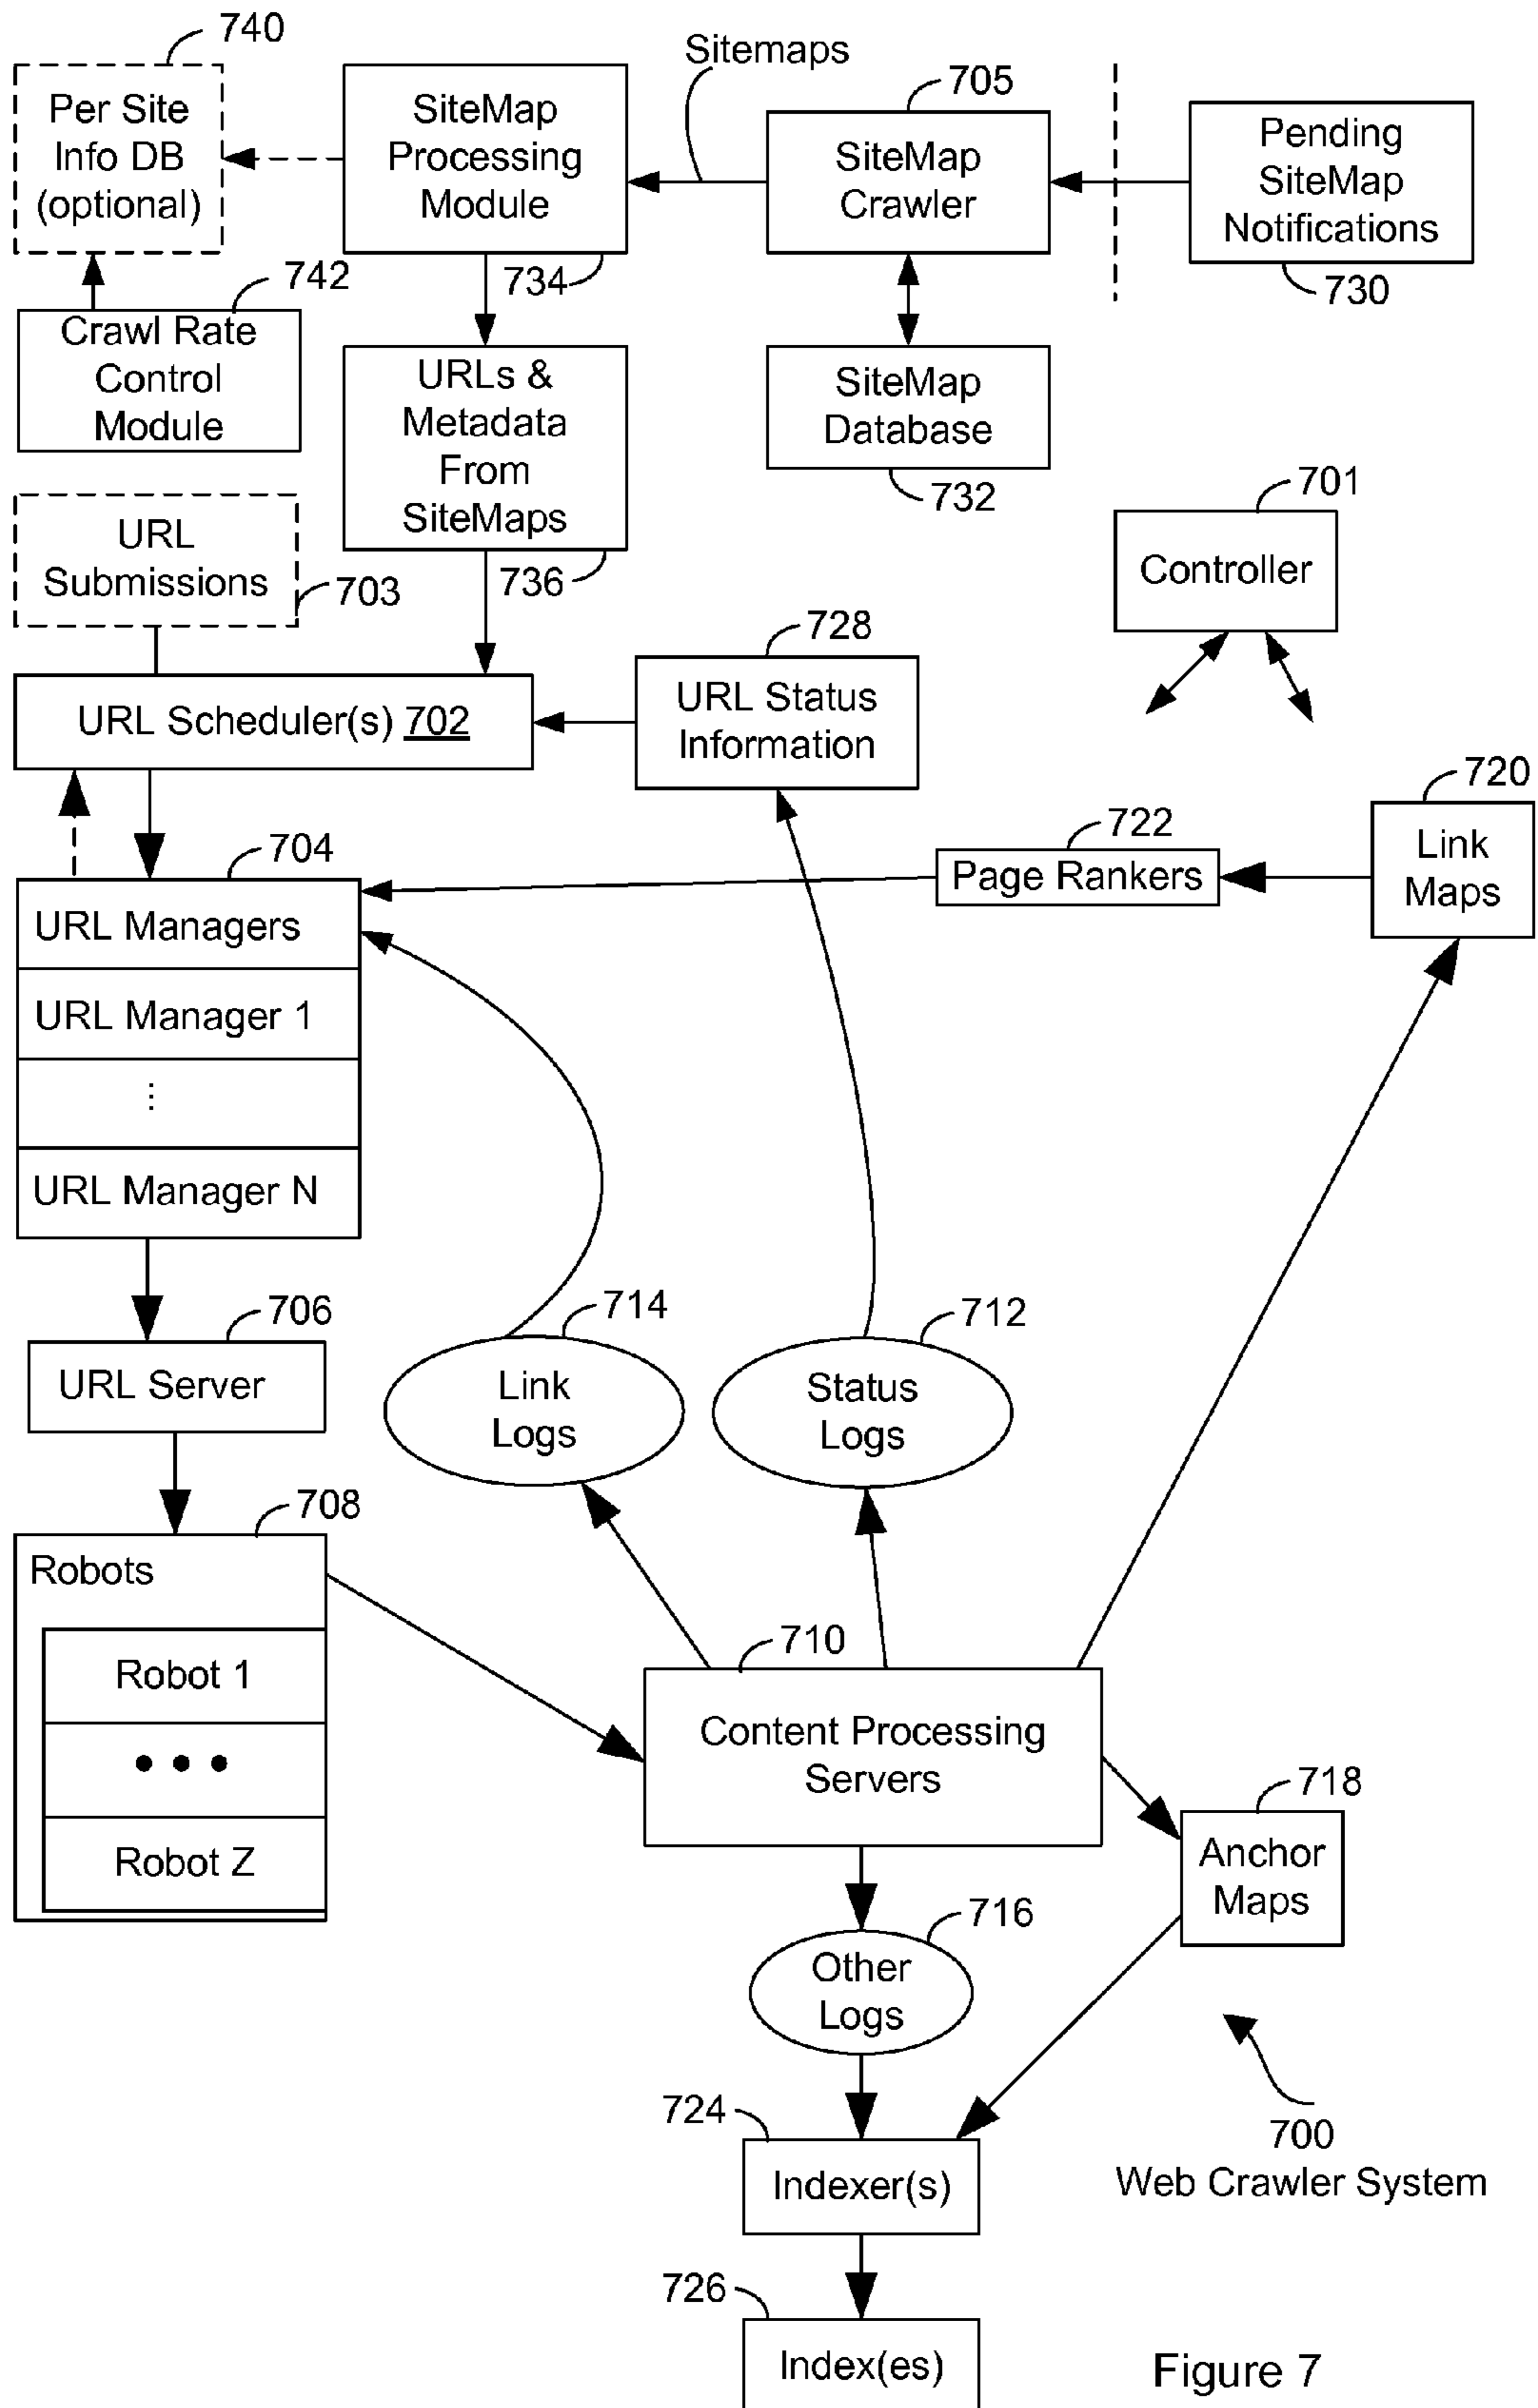 740
Per Site
Info DB
(optional)
SiteMap
Processing
Module
734
Sitemaps
705
SiteMap
Crawler
Pending
SiteMap
Notifications
730
742
Crawl Rate
Control
Module
URLs &
Metadata
From
SiteMaps
736
SiteMap
Database
732
701
Controller
URL
Submissions
703
728
URL Status
Information
URL Scheduler(s) 702
720
Link
Maps
722
Page Rankers
704
URL Managers
URL Manager 1
⋮
URL Manager N
706
URL Server
714
Link
Logs
712
Status
Logs
708
Robots
Robot 1
• • •
Robot Z
710
Content Processing
Servers
718
Anchor
Maps
716
Other
Logs
724
Indexer(s)
700
Web Crawler System
726
Index(es)
Figure 7